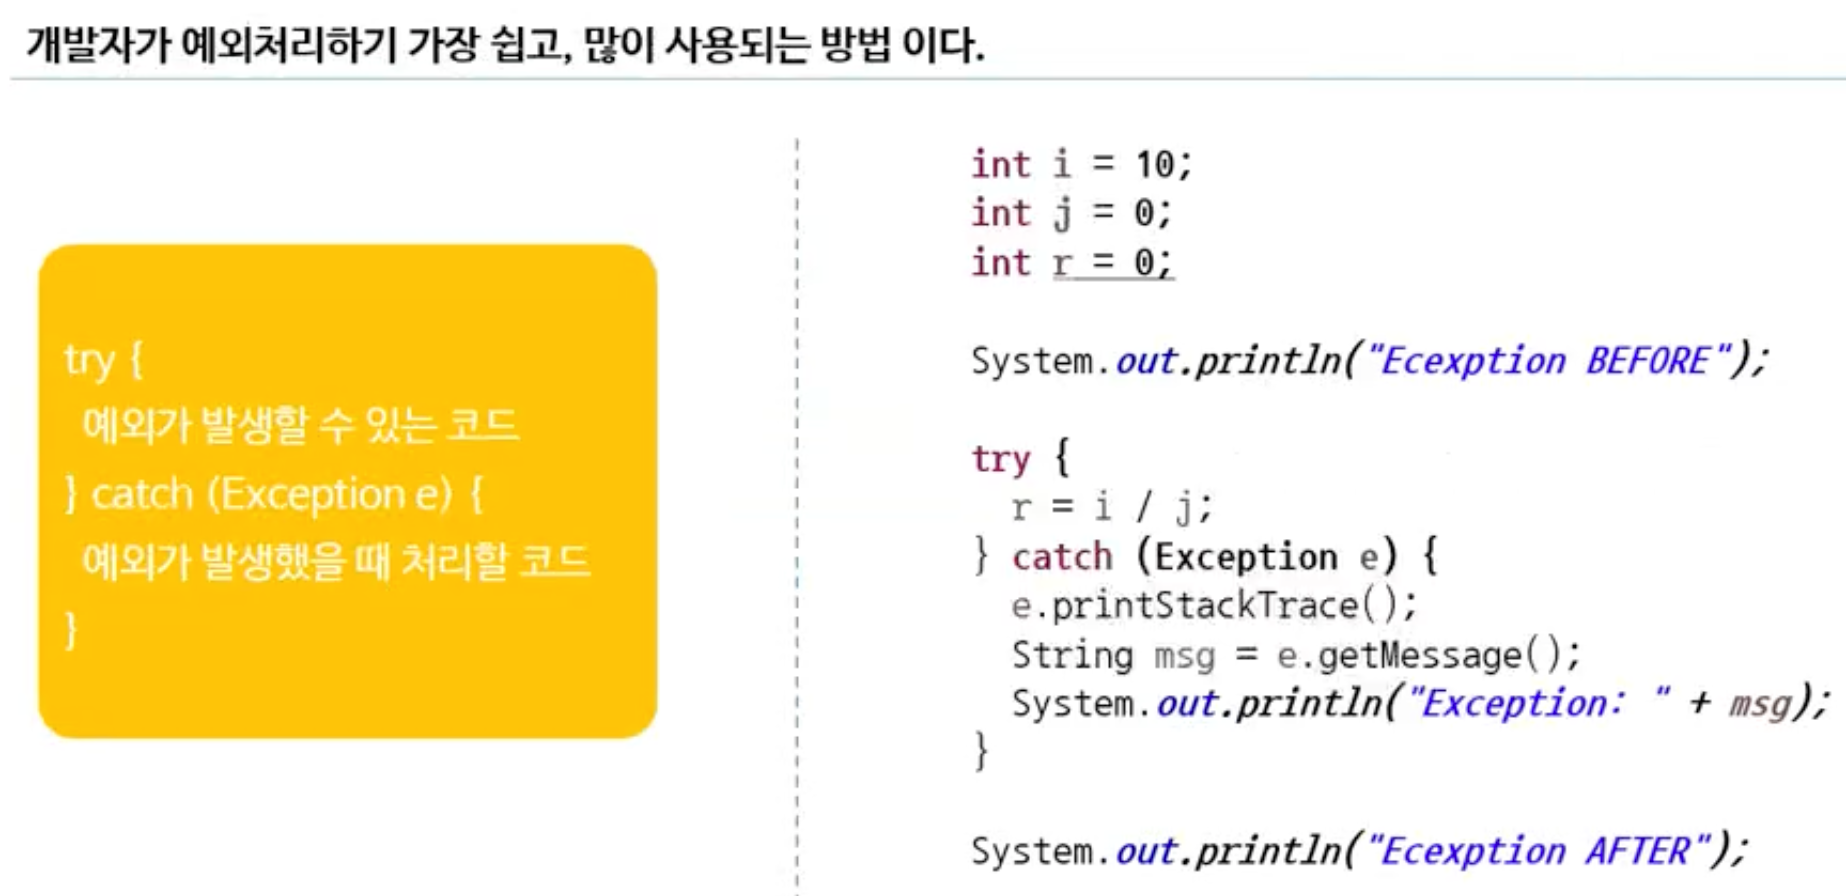 개발자가 예외처리하기 가장 쉽고, 많이 사용되는 방법 이다.
try {
예외가 발생할 수 있는 코드
} catch (Exception e) {
예외가 발생했을 때 처리할 코드
}
int i = 10;
int j = 0;
int r = 0;
System.out.println("Ecexption BEFORE");
try {
r = i / j;
} catch (Exception e) {
e.printStackTrace();
String msg = e.getMessage();
System.out.println("Exception: " + msg);
}
System.out.println("Ecexption AFTER");